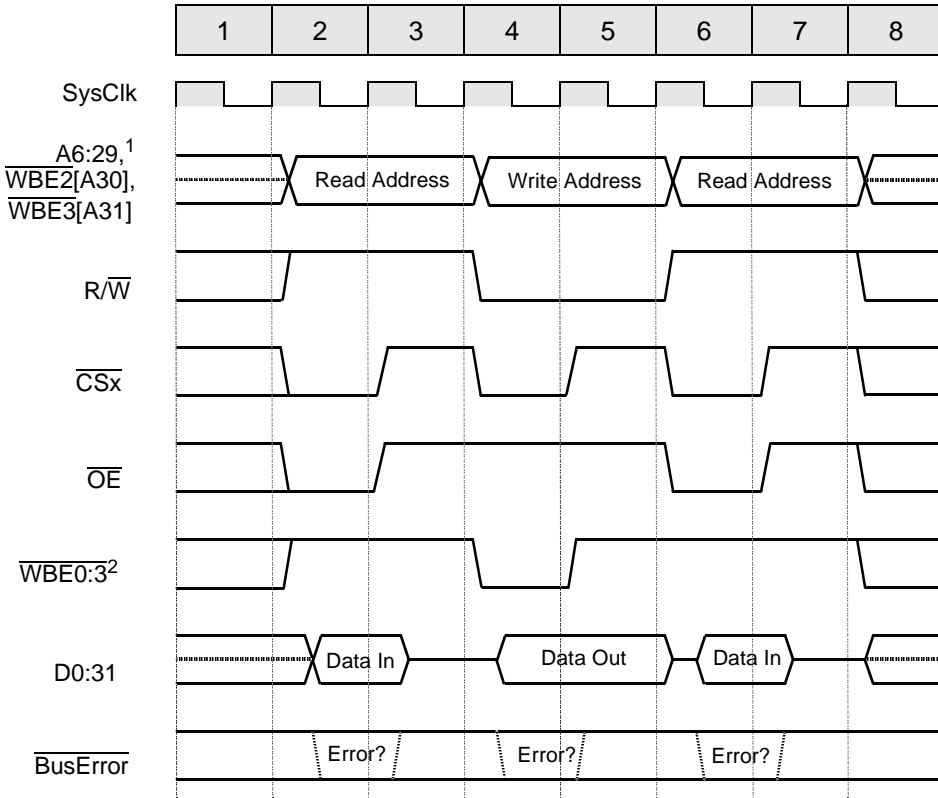 1 2 3 4 5 6 7 8
SysClk
A6:29,1
WBE2[A30],
WBE3[A31]
Read Address Write Address Read Address
R/W
CSx
OE
WBE0:32
D0:31
Data In Data Out Data In
BusError
Error? Error? Error?